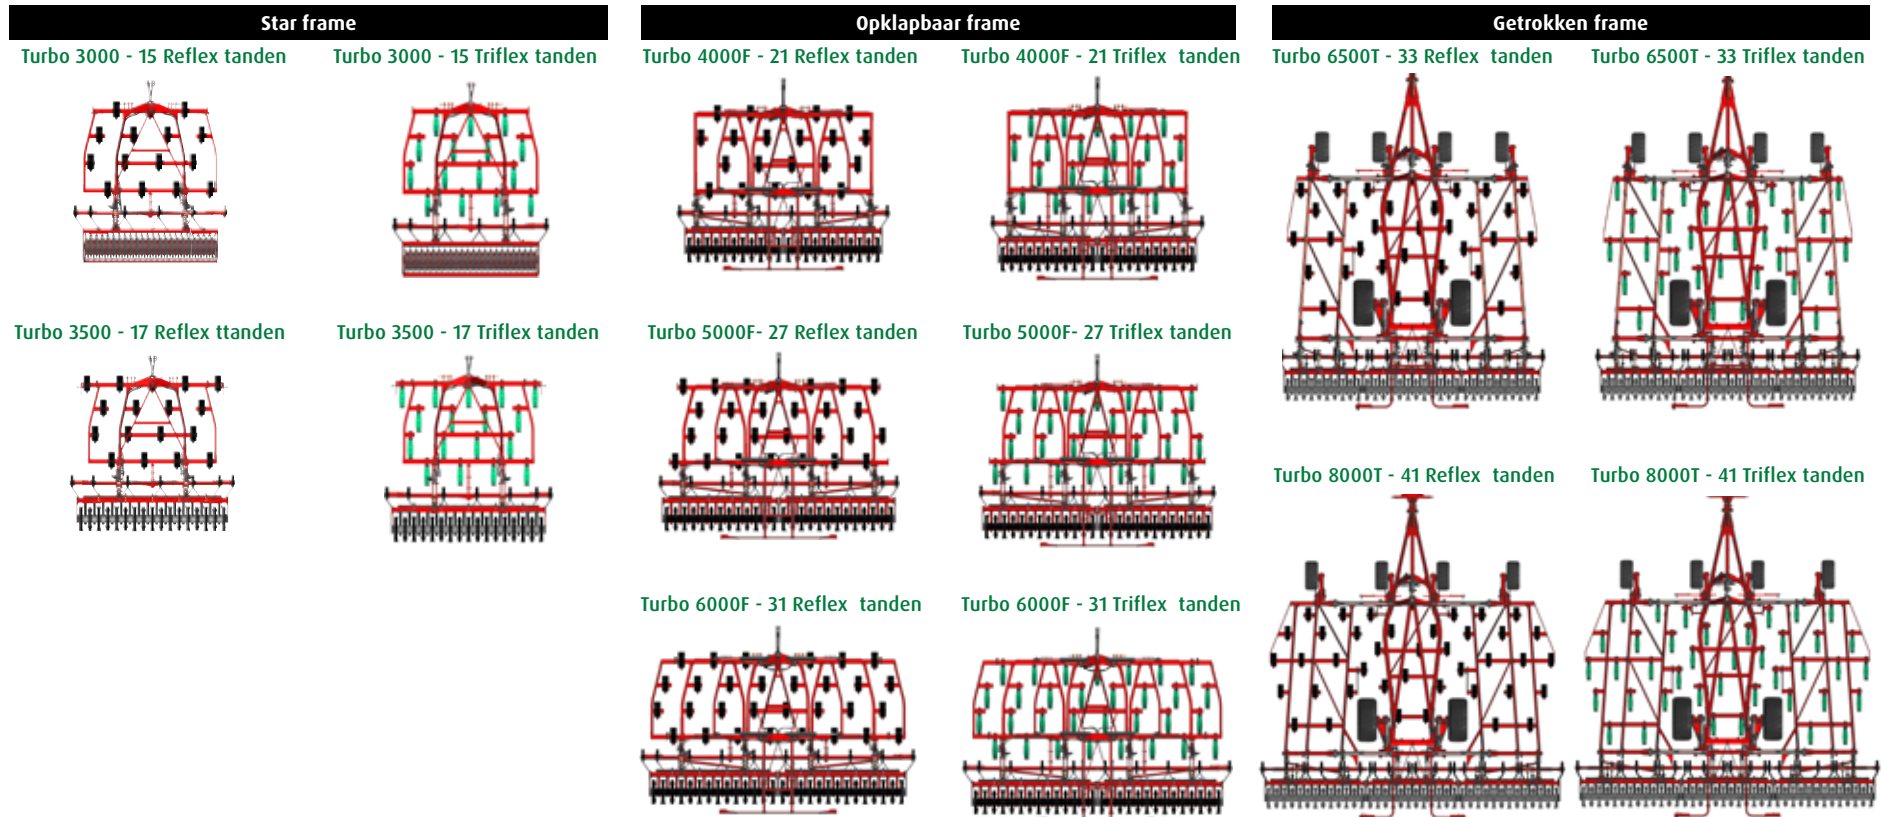 Star frame
Turbo 3000 - 15 Reflex tanden
Turbo 3000 - 15 Triflex tanden
Turbo 3500 - 17 Reflex ttanden
Turbo 3500 - 17 Triflex tanden
Opklapbaar frame
Turbo 4000F - 21 Reflex tanden
Turbo 4000F - 21 Triflex tanden
Turbo 5000F- 27 Reflex tanden
Turbo 5000F- 27 Triflex tanden
Turbo 6000F - 31 Reflex tanden
Turbo 6000F - 31 Triflex tanden
Getrokken frame
Turbo 6500T - 33 Reflex tanden
Turbo 6500T - 33 Triflex tanden
Turbo 8000T - 41 Reflex tanden
Turbo 8000T - 41 Triflex tanden